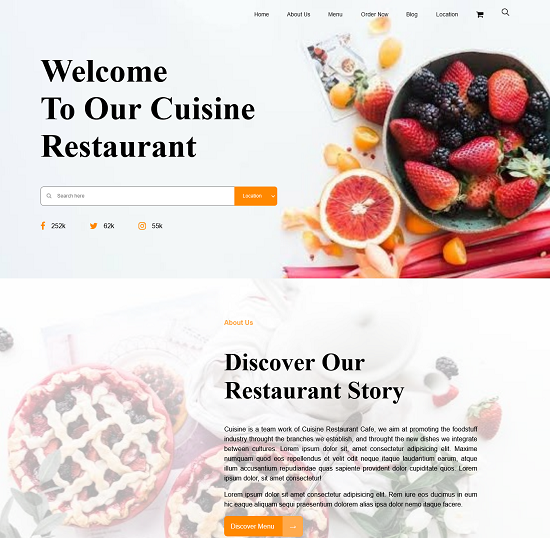 Home About Us Menu Order Now Blog Location
Welcome
To Our Cuisine
Restaurant
Search here Location
252k 62k 55k
About Us
Discover Our
Restaurant Story
Cuisine is a team work of Cuisine Restaurant Cafe, we aim at promoting the foodstuff
industry throught the branches we establish, and throught the new dishes we integrate
between cultures. Lorem ipsum dolor sit, amet consectetur adipisicing elit. Maxime
numquam quod eos repellendus et velit odit neque itaque laudantium earum, atque
illum accusantium repudiandae quas sapiente provident dolor cupiditate quos. Lorem
ipsum dolor, sit amet consectetur!
Lorem ipsum dolor sit amet consectetur adipisicing elit. Rem iure eos ducimus in eum
hic eaque aliquam sequi praesentium dolorem alias dolor nemo itaque facere.
Discover Menu →